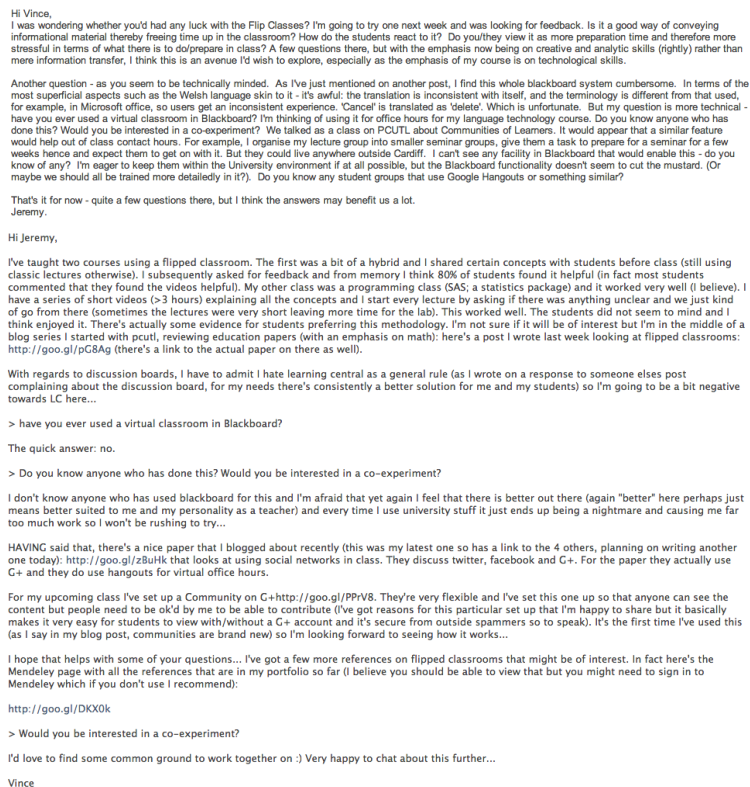 Hi Vince,
I was wondering whether you'd had any luck with the Flip Classes? I'm going to try one next week and was looking for feedback. Is it a good way of conveying
informational material thereby freeing time up in the classroom? How do the students react to it?  Do you/they view it as more preparation time and therefore more
stressful in terms of what there is to do/prepare in class? A few questions there, but with the emphasis now being on creative and analytic skills (rightly) rather than
mere information transfer, I think this is an avenue I'd wish to explore, especially as the emphasis of my course is on technological skills.

Another question - as you seem to be technically minded.  As I've just mentioned on another post, I find this whole blackboard system cumbersome.  In terms of the
most superficial aspects such as the Welsh language skin to it - it's awful: the translation is inconsistent with itself, and the terminology is different from that used,
for example, in Microsoft office, so users get an inconsistent experience. 'Cancel' is translated as 'delete'. Which is unfortunate.  But my question is more technical -
have you ever used a virtual classroom in Blackboard? I'm thinking of using it for office hours for my language technology course. Do you know anyone who has
done this? Would you be interested in a co-experiment?  We talked as a class on PCUTL about Communities of Learners. It would appear that a similar feature
would help out of class contact hours. For example, I organise my lecture group into smaller seminar groups, give them a task to prepare for a seminar for a few
weeks hence and expect them to get on with it. But they could live anywhere outside Cardiff.  I can't see any facility in Blackboard that would enable this - do you
know of any?  I'm eager to keep them within the University environment if at all possible, but the Blackboard functionality doesn't seem to cut the mustard. (Or
maybe we should all be trained more detailedly in it?).  Do you know any student groups that use Google Hangouts or something similar?

That's it for now - quite a few questions there, but I think the answers may benefit us a lot.
Jeremy.

Hi Jeremy,

I've taught two courses using a flipped classroom. The first was a bit of a hybrid and I shared certain concepts with students before class (still using
classic lectures otherwise). I subsequently asked for feedback and from memory I think 80% of students found it helpful (in fact most students
commented that they found the videos helpful). My other class was a programming class (SAS; a statistics package) and it worked very well (I believe). I
have a series of short videos (>3 hours) explaining all the concepts and I start every lecture by asking if there was anything unclear and we just kind
of go from there (sometimes the lectures were very short leaving more time for the lab). This worked well. The students did not seem to mind and I
think enjoyed it. There's actually some evidence for students preferring this methodology. I'm not sure if it will be of interest but I'm in the middle of a
blog series I started with pcutl, reviewing education papers (with an emphasis on math): here's a post I wrote last week looking at flipped classrooms:
http://goo.gl/pG8Ag (there's a link to the actual paper on there as well).

With regards to discussion boards, I have to admit I hate learning central as a general rule (as I wrote on a response to someone elses post
complaining about the discussion board, for my needs there's consistently a better solution for me and my students) so I'm going to be a bit negative
towards LC here...

> have you ever used a virtual classroom in Blackboard?

The quick answer: no.

> Do you know anyone who has done this? Would you be interested in a co-experiment?

I don't know anyone who has used blackboard for this and I'm afraid that yet again I feel that there is better out there (again "better" here perhaps just
means better suited to me and my personality as a teacher) and every time I use university stuff it just ends up being a nightmare and causing me far
too much work so I won't be rushing to try...

HAVING said that, there's a nice paper that I blogged about recently (this was my latest one so has a link to the 4 others, planning on writing another
one today): http://goo.gl/zBuHk that looks at using social networks in class. They discuss twitter, facebook and G+. For the paper they actually use
G+ and they do use hangouts for virtual office hours.

For my upcoming class I've set up a Community on G+http://goo.gl/PPrV8. They're very flexible and I've set this one up so that anyone can see the
content but people need to be ok'd by me to be able to contribute (I've got reasons for this particular set up that I'm happy to share but it basically
makes it very easy for students to view with/without a G+ account and it's secure from outside spammers so to speak). It's the first time I've used this
(as I say in my blog post, communities are brand new) so I'm looking forward to seeing how it works...

I hope that helps with some of your questions... I've got a few more references on flipped classrooms that might be of interest. In fact here's the
Mendeley page with all the references that are in my portfolio so far (I believe you should be able to view that but you might need to sign in to
Mendeley which if you don't use I recommend):

http://goo.gl/DKX0k

> Would you be interested in a co-experiment?

I'd love to find some common ground to work together on :) Very happy to chat about this further...

Vince